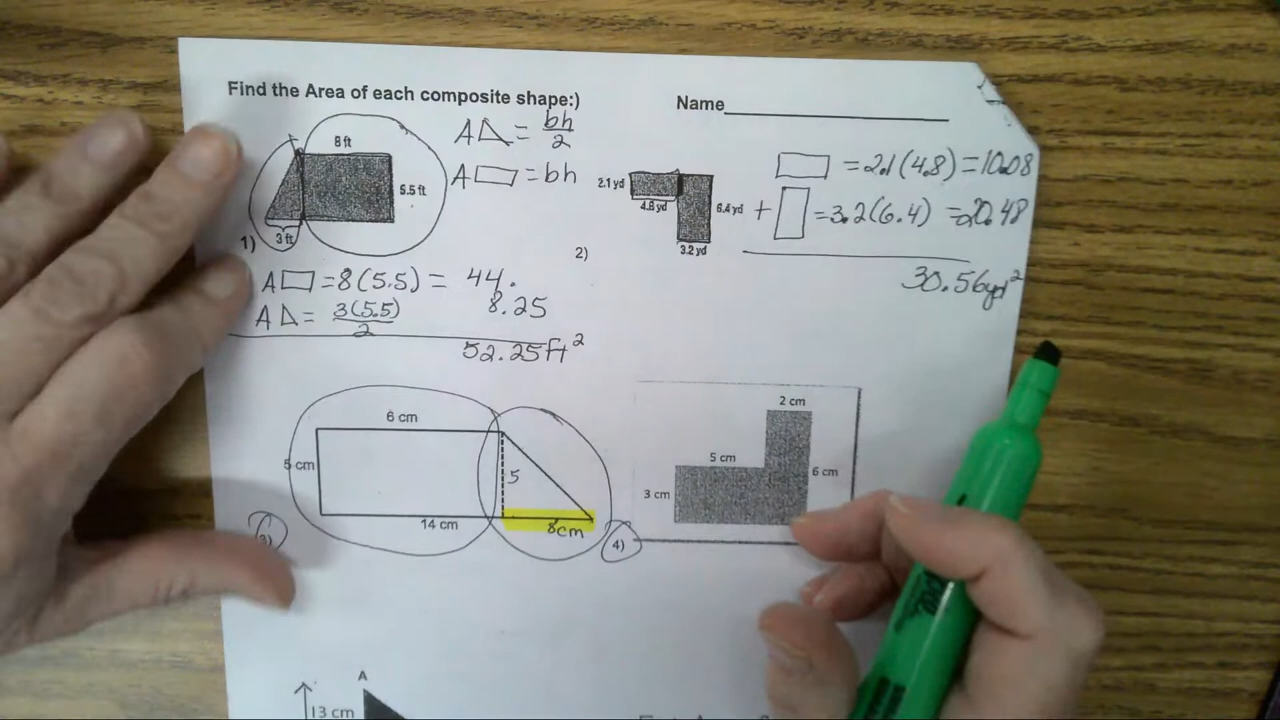 Find the Area of each composite shape:)
Name
8 ft
5.5 ft
3 ft
1)
A△ = bh/2
A▭ = bh
A▭ = 8(5.5) = 44.
A△ = 3(5.5)/2 8.25
52.25ft²
2.1 yd
4.8 yd
6.4 yd
3.2 yd
2)
▭ = 2.1(4.8) = 10.08
+ ▯ = 3.2(6.4) = 20.48
30.56yd²
6 cm
5 cm
5
14 cm
8cm
3)
2 cm
5 cm
6 cm
3 cm
4)
A
13 cm